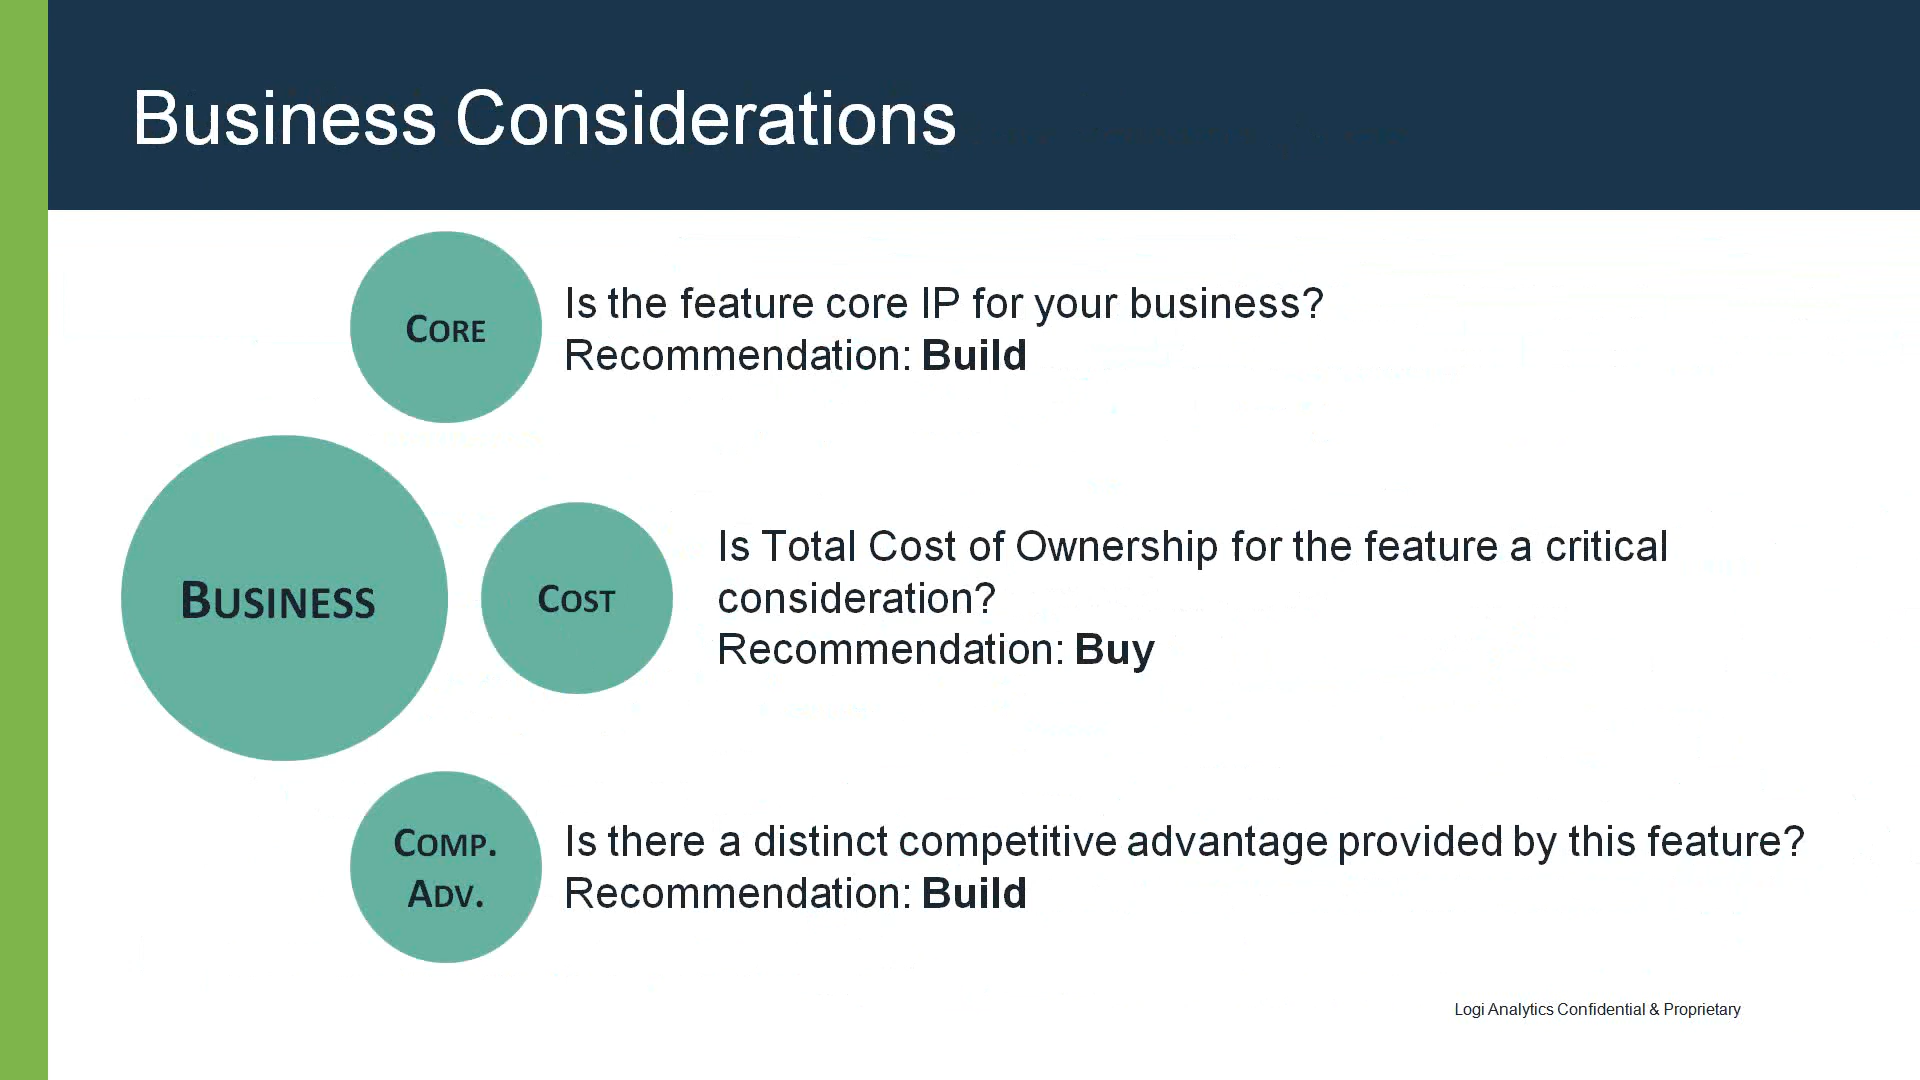 Business Considerations
CORE
Is the feature core IP for your business?
Recommendation: Build
BUSINESS
COST
Is Total Cost of Ownership for the feature a critical
consideration?
Recommendation: Buy
COMP.
ADV.
Is there a distinct competitive advantage provided by this feature?
Recommendation: Build
Logi Analytics Confidential & Proprietary